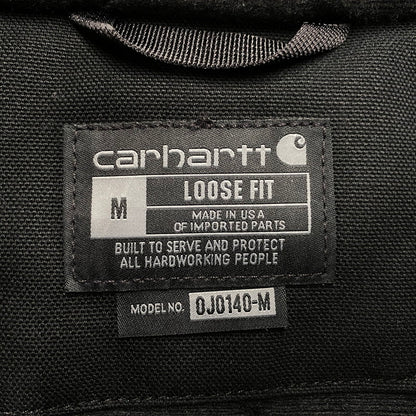 carhartt
M
LOOSE FIT
MADE IN USA
OF IMPORTED PARTS
BUILT TO SERVE AND PROTECT
ALL HARDWORKING PEOPLE
MODEL NO. 0J0140-M